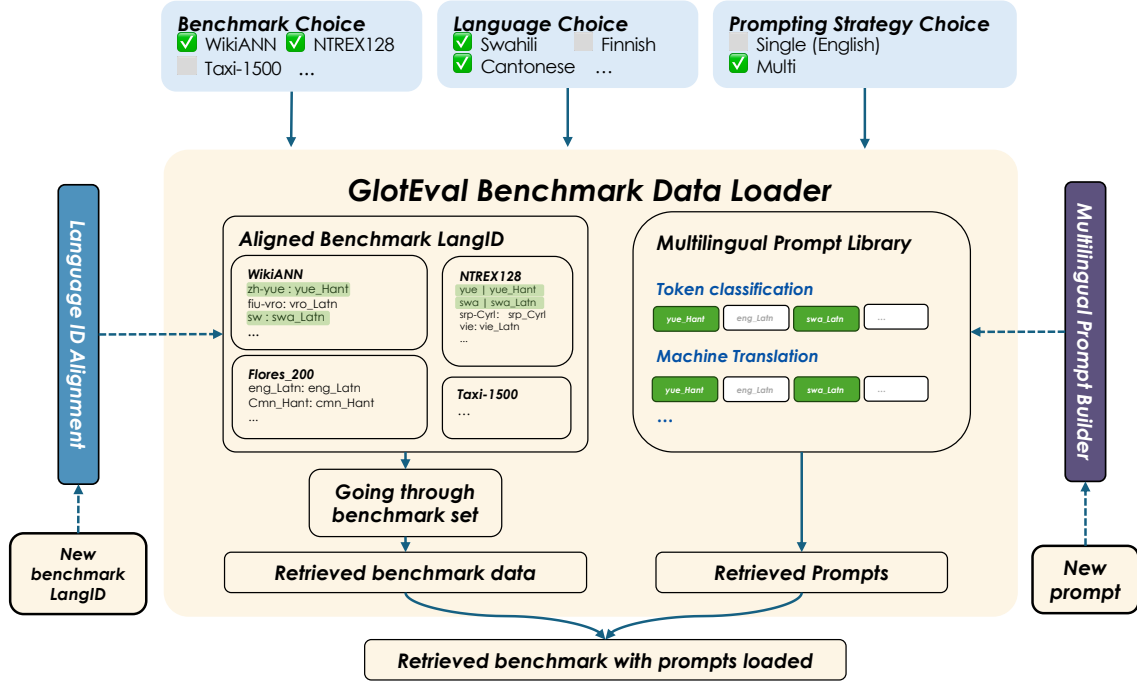 Benchmark Choice
WikiANN NTREX128
Taxi-1500 ...
Language Choice
Swahili Finnish
Cantonese ...
Prompting Strategy Choice
Single (English)
Multi
GlotEval Benchmark Data Loader
Language ID Alignment
New
benchmark
LangID
Aligned Benchmark LangID
WikiANN
zh-yue : yue_Hant
fiu-vro: vro_Latn
sw : swa_Latn
...
NTREX128
yue | yue_Hant
swa | swa_Latn
srp-Cyrl: srp_Cyrl
vie: vie_Latn
...
Flores_200
eng_Latn: eng_Latn
Cmn_Hant: cmn_Hant
...
Taxi-1500
...
Going through
benchmark set
Retrieved benchmark data
Multilingual Prompt Library
Token classification
yue_Hant eng_Latn swa_Latn ...
Machine Translation
yue_Hant eng_Latn swa_Latn ...
...
Retrieved Prompts
Multilingual Prompt Builder
New
prompt
Retrieved benchmark with prompts loaded